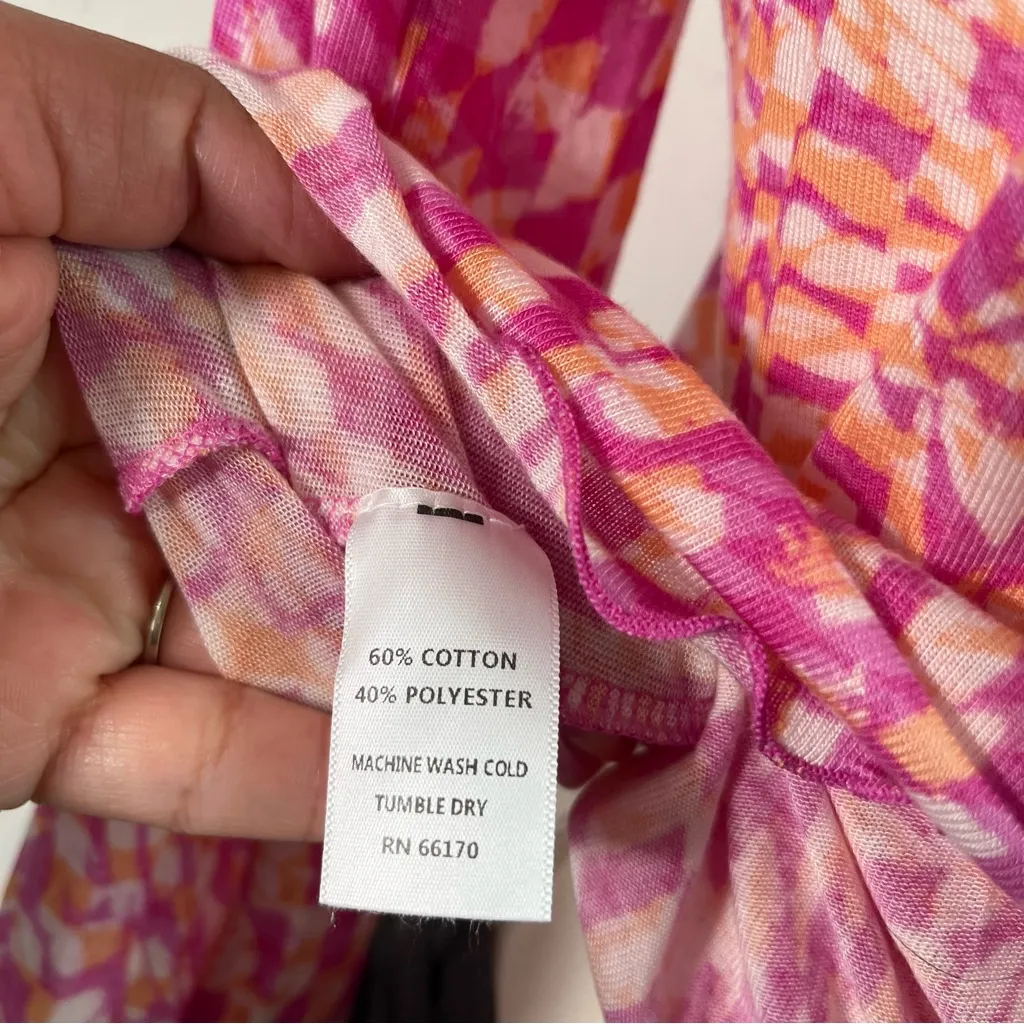 60% COTTON
40% POLYESTER
MACHINE WASH COLD
TUMBLE DRY
RN 66170